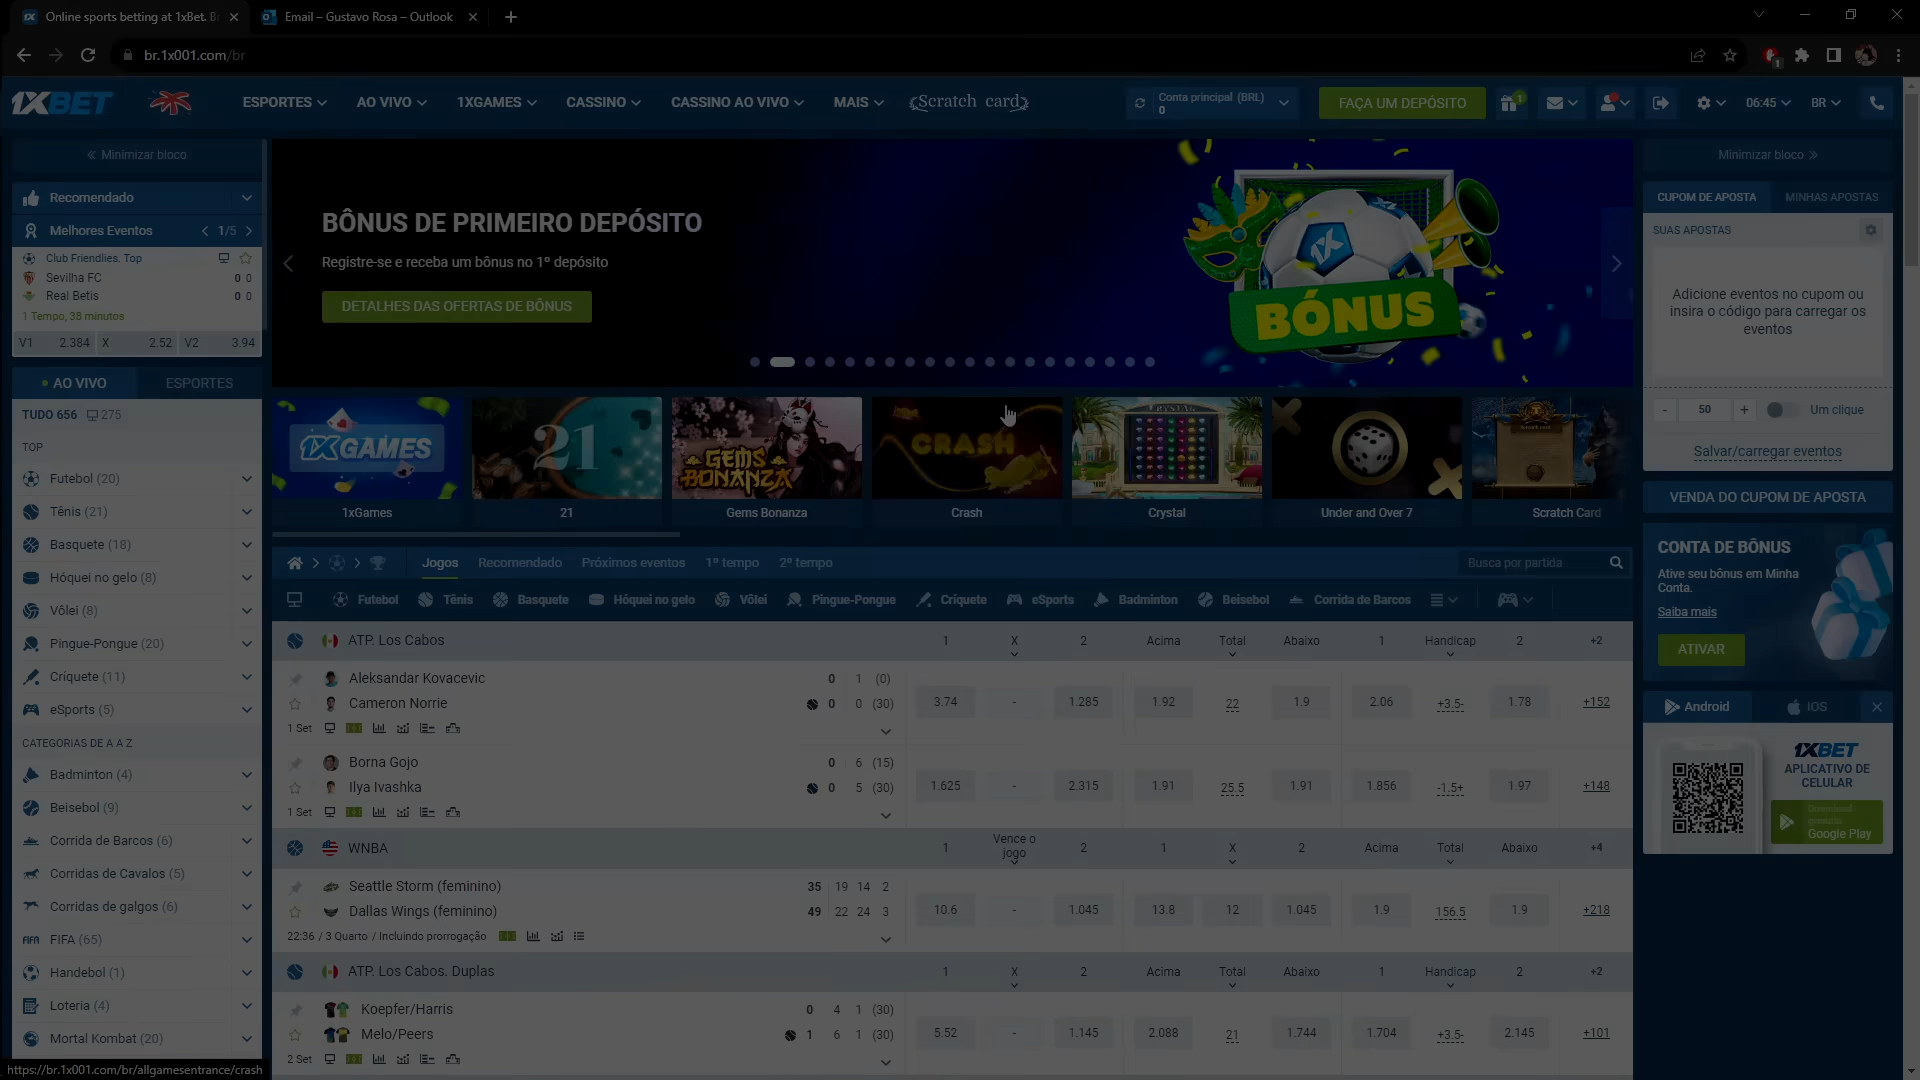 Online sports betting at 1xBet. Br
Email – Gustavo Rosa – Outlook
br.1x001.com/br
1XBET
ESPORTES
AO VIVO
1XGAMES
CASSINO
CASSINO AO VIVO
MAIS
Scratch card
Conta principal (BRL)
0
FAÇA UM DEPÓSITO
1
06:45
BR
Minimizar bloco
Recomendado
Melhores Eventos
1/5
Club Friendlies. Top
Sevilha FC
0 0
Real Betis
0 0
1 Tempo, 38 minutos
V1 2.384 X 2.52 V2 3.94
AO VIVO
ESPORTES
TUDO 656 275
TOP
Futebol (20)
Tênis (21)
Basquete (18)
Hóquei no gelo (8)
Vôlei (8)
Pingue-Pongue (20)
Críquete (11)
eSports (5)
CATEGORIAS DE A A Z
Badminton (4)
Beisebol (9)
Corrida de Barcos (6)
Corridas de Cavalos (5)
Corridas de galgos (6)
FIFA (65)
Handebol (1)
Loteria (4)
Mortal Kombat (20)
https://br.1x001.com/br/allgamesentrance/crash
BÔNUS DE PRIMEIRO DEPÓSITO
Registre-se e receba um bônus no 1º depósito
DETALHES DAS OFERTAS DE BÔNUS
1X
BÓNUS
1XGAMES
21
GEMS
BONANZA
CRASH
CRYSTAL
1xGames
21
Gems Bonanza
Crash
Crystal
Under and Over 7
Scratch Card
Jogos
Recomendado
Próximos eventos
1º tempo
2º tempo
Busca por partida
Futebol
Tênis
Basquete
Hóquei no gelo
Vôlei
Pingue-Pongue
Críquete
eSports
Badminton
Beisebol
Corrida de Barcos
ATP. Los Cabos
1 X 2 Acima Total Abaixo 1 Handicap 2 +2
Aleksandar Kovacevic
0 1 (0)
Cameron Norrie
0 0 (30)
3.74 - 1.285 1.92 22 1.9 2.06 +3.5- 1.78 +152
1 Set
Borna Gojo
0 6 (15)
Ilya Ivashka
0 5 (30)
1.625 - 2.315 1.91 25.5 1.91 1.856 -1.5+ 1.97 +148
1 Set
WNBA
1 Vence o jogo 2 1 X 2 Acima Total Abaixo +4
Seattle Storm (feminino)
35 19 14 2
Dallas Wings (feminino)
49 22 24 3
10.6 - 1.045 13.8 12 1.045 1.9 156.5 1.9 +218
22:36 / 3 Quarto / Incluindo prorrogação
ATP. Los Cabos. Duplas
1 X 2 Acima Total Abaixo 1 Handicap 2 +2
Koepfer/Harris
0 4 1 (30)
Melo/Peers
1 6 1 (30)
5.52 - 1.145 2.088 21 1.744 1.704 +3.5- 2.145 +101
2 Set
Minimizar bloco
CUPOM DE APOSTA
MINHAS APOSTAS
SUAS APOSTAS
Adicione eventos no cupom ou
insira o código para carregar os
eventos
- 50 +
Um clique
Salvar/carregar eventos
VENDA DO CUPOM DE APOSTA
CONTA DE BÔNUS
Ative seu bônus em Minha
Conta.
Saiba mais
ATIVAR
Android
IOS
1XBET
APLICATIVO DE
CELULAR
Google Play